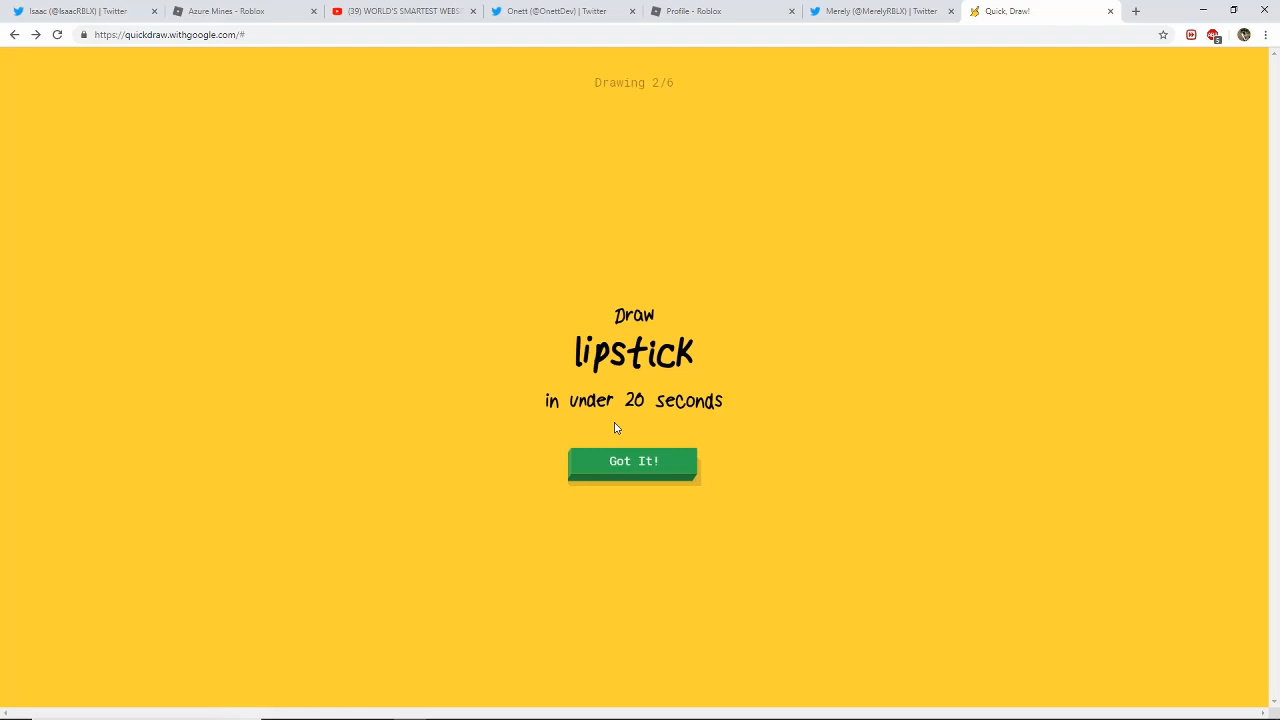 Isaac (@IsaacRBLX) | Twitter
Azure Mines - Roblox
(39) WORLD'S SMARTEST WEBS
Onett (@OnettDev) | Twitter
Profile - Roblox
Merely (@MerelyRBLX) | Twitter
Quick, Draw!
https://quickdraw.withgoogle.com/#
Drawing 2/6
Draw
lipstick
in under 20 seconds
Got It!